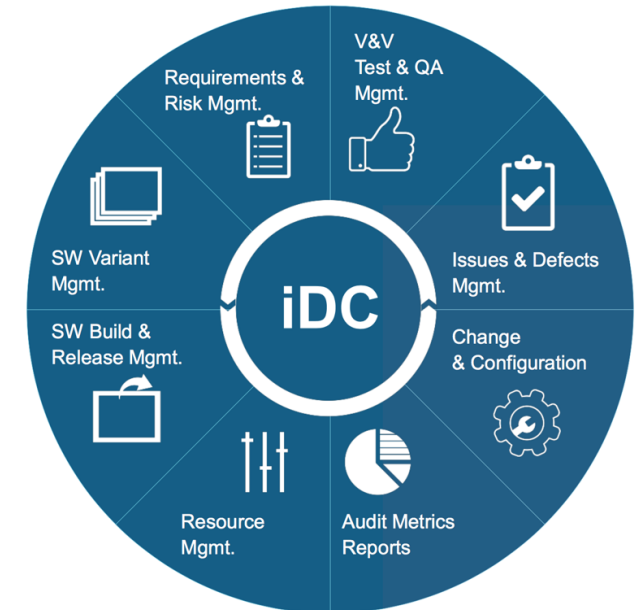 V&V
Test & QA
Mgmt.
Requirements &
Risk Mgmt.
SW Variant
Mgmt.
Issues & Defects
Mgmt.
iDC
SW Build &
Release Mgmt.
Change
& Configuration
Resource
Mgmt.
Audit Metrics
Reports